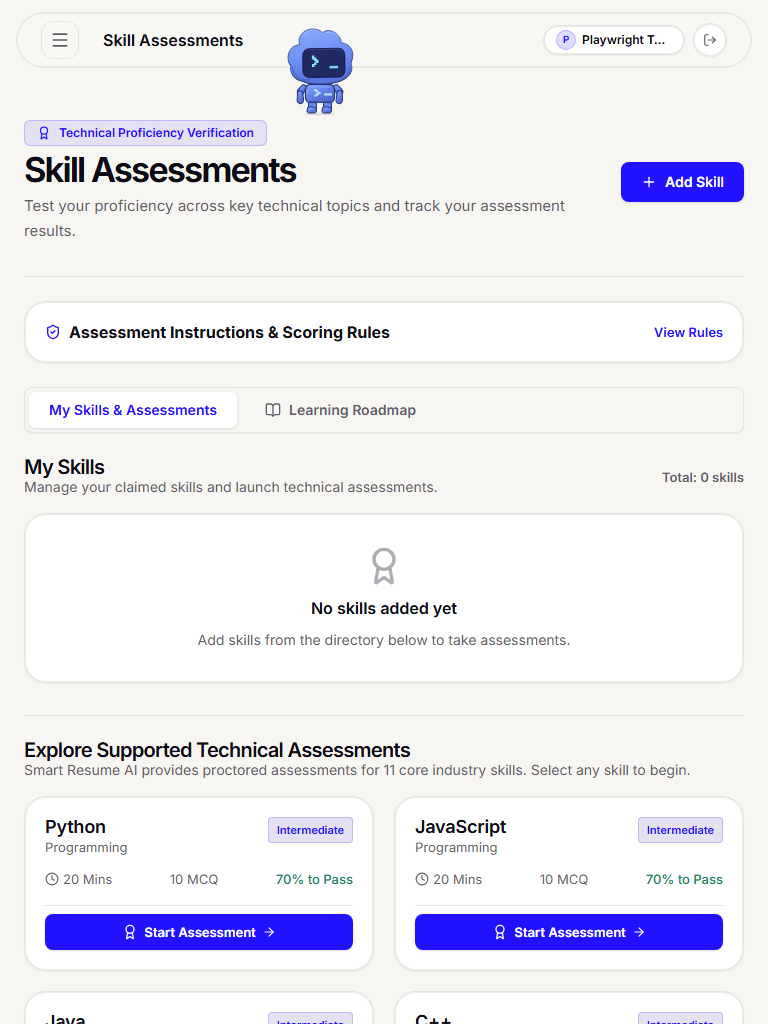 Skill Assessments
P Playwright T...
Technical Proficiency Verification
Skill Assessments
Add Skill
Test your proficiency across key technical topics and track your assessment
results.
Assessment Instructions & Scoring Rules
View Rules
My Skills & Assessments
Learning Roadmap
My Skills
Manage your claimed skills and launch technical assessments.
Total: 0 skills
No skills added yet
Add skills from the directory below to take assessments.
Explore Supported Technical Assessments
Smart Resume AI provides proctored assessments for 11 core industry skills. Select any skill to begin.
Python
Intermediate
Programming
20 Mins
10 MCQ
70% to Pass
Start Assessment
JavaScript
Intermediate
Programming
20 Mins
10 MCQ
70% to Pass
Start Assessment
Java
Intermediate
C++
Intermediate